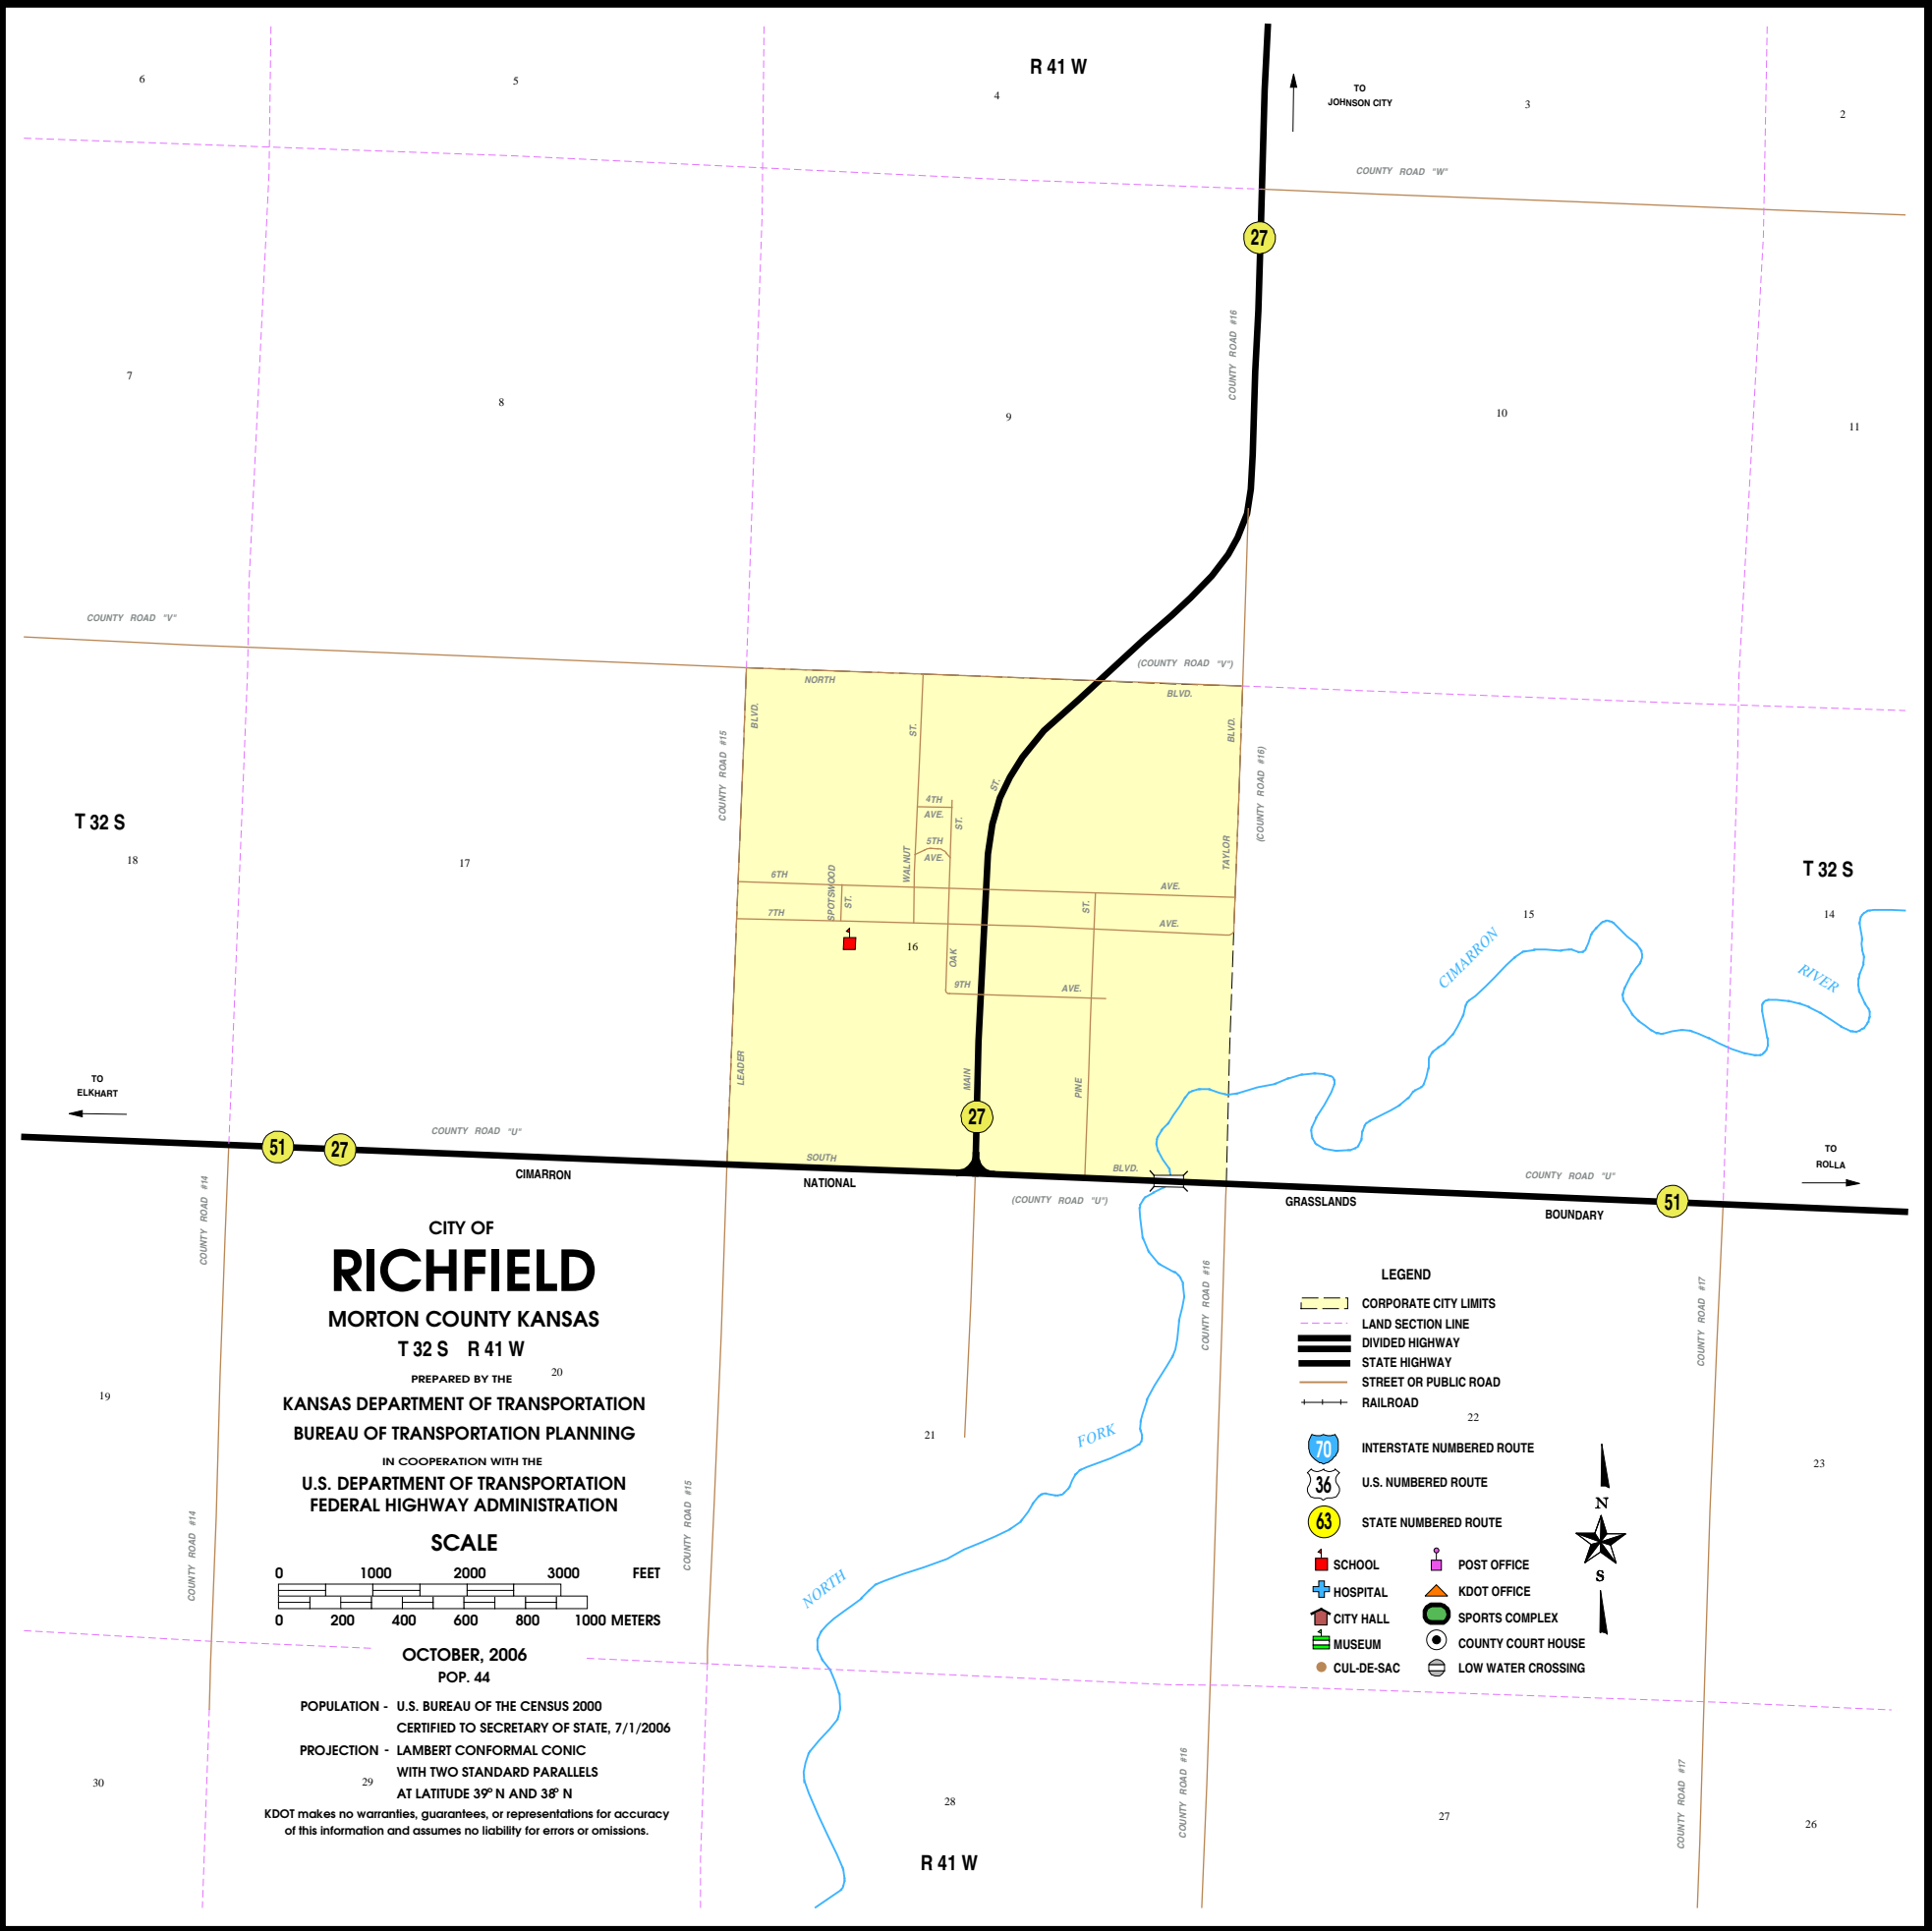 R 41 W
6
5
4
3
2
TO
JOHNSON CITY
COUNTY ROAD "W"
27
COUNTY ROAD #16
7
8
9
10
11
COUNTY ROAD "V"
(COUNTY ROAD "V")
NORTH
BLVD.
BLVD.
ST.
BLVD.
COUNTY ROAD #15
(COUNTY ROAD #16)
ST.
4TH
AVE.
ST.
5TH
AVE.
WALNUT
TAYLOR
T 32 S
18
17
T 32 S
6TH
AVE.
SPOTSWOOD
ST.
ST.
7TH
AVE.
15
14
16
OAK
9TH
AVE.
CIMARRON
RIVER
LEADER
MAIN
PINE
TO
ELKHART
27
COUNTY ROAD "U"
51
27
SOUTH
BLVD.
CIMARRON
NATIONAL
(COUNTY ROAD "U")
GRASSLANDS
BOUNDARY
COUNTY ROAD "U"
51
TO
ROLLA
COUNTY ROAD #14
COUNTY ROAD #16
COUNTY ROAD #17
CITY OF
RICHFIELD
MORTON COUNTY KANSAS
T 32 S R 41 W
20
19
PREPARED BY THE
KANSAS DEPARTMENT OF TRANSPORTATION
BUREAU OF TRANSPORTATION PLANNING
IN COOPERATION WITH THE
U.S. DEPARTMENT OF TRANSPORTATION
FEDERAL HIGHWAY ADMINISTRATION
SCALE
0 1000 2000 3000 FEET
0 200 400 600 800 1000 METERS
OCTOBER, 2006
POP. 44
POPULATION - U.S. BUREAU OF THE CENSUS 2000
CERTIFIED TO SECRETARY OF STATE, 7/1/2006
PROJECTION - LAMBERT CONFORMAL CONIC
WITH TWO STANDARD PARALLELS
AT LATITUDE 39° N AND 38° N
KDOT makes no warranties, guarantees, or representations for accuracy
of this information and assumes no liability for errors or omissions.
COUNTY ROAD #14
COUNTY ROAD #15
30
29
21
FORK
NORTH
28
R 41 W
COUNTY ROAD #16
27
COUNTY ROAD #17
26
LEGEND
CORPORATE CITY LIMITS
LAND SECTION LINE
DIVIDED HIGHWAY
STATE HIGHWAY
STREET OR PUBLIC ROAD
RAILROAD
22
23
70 INTERSTATE NUMBERED ROUTE
36 U.S. NUMBERED ROUTE
63 STATE NUMBERED ROUTE
N
S
SCHOOL
HOSPITAL
CITY HALL
MUSEUM
CUL-DE-SAC
POST OFFICE
KDOT OFFICE
SPORTS COMPLEX
COUNTY COURT HOUSE
LOW WATER CROSSING